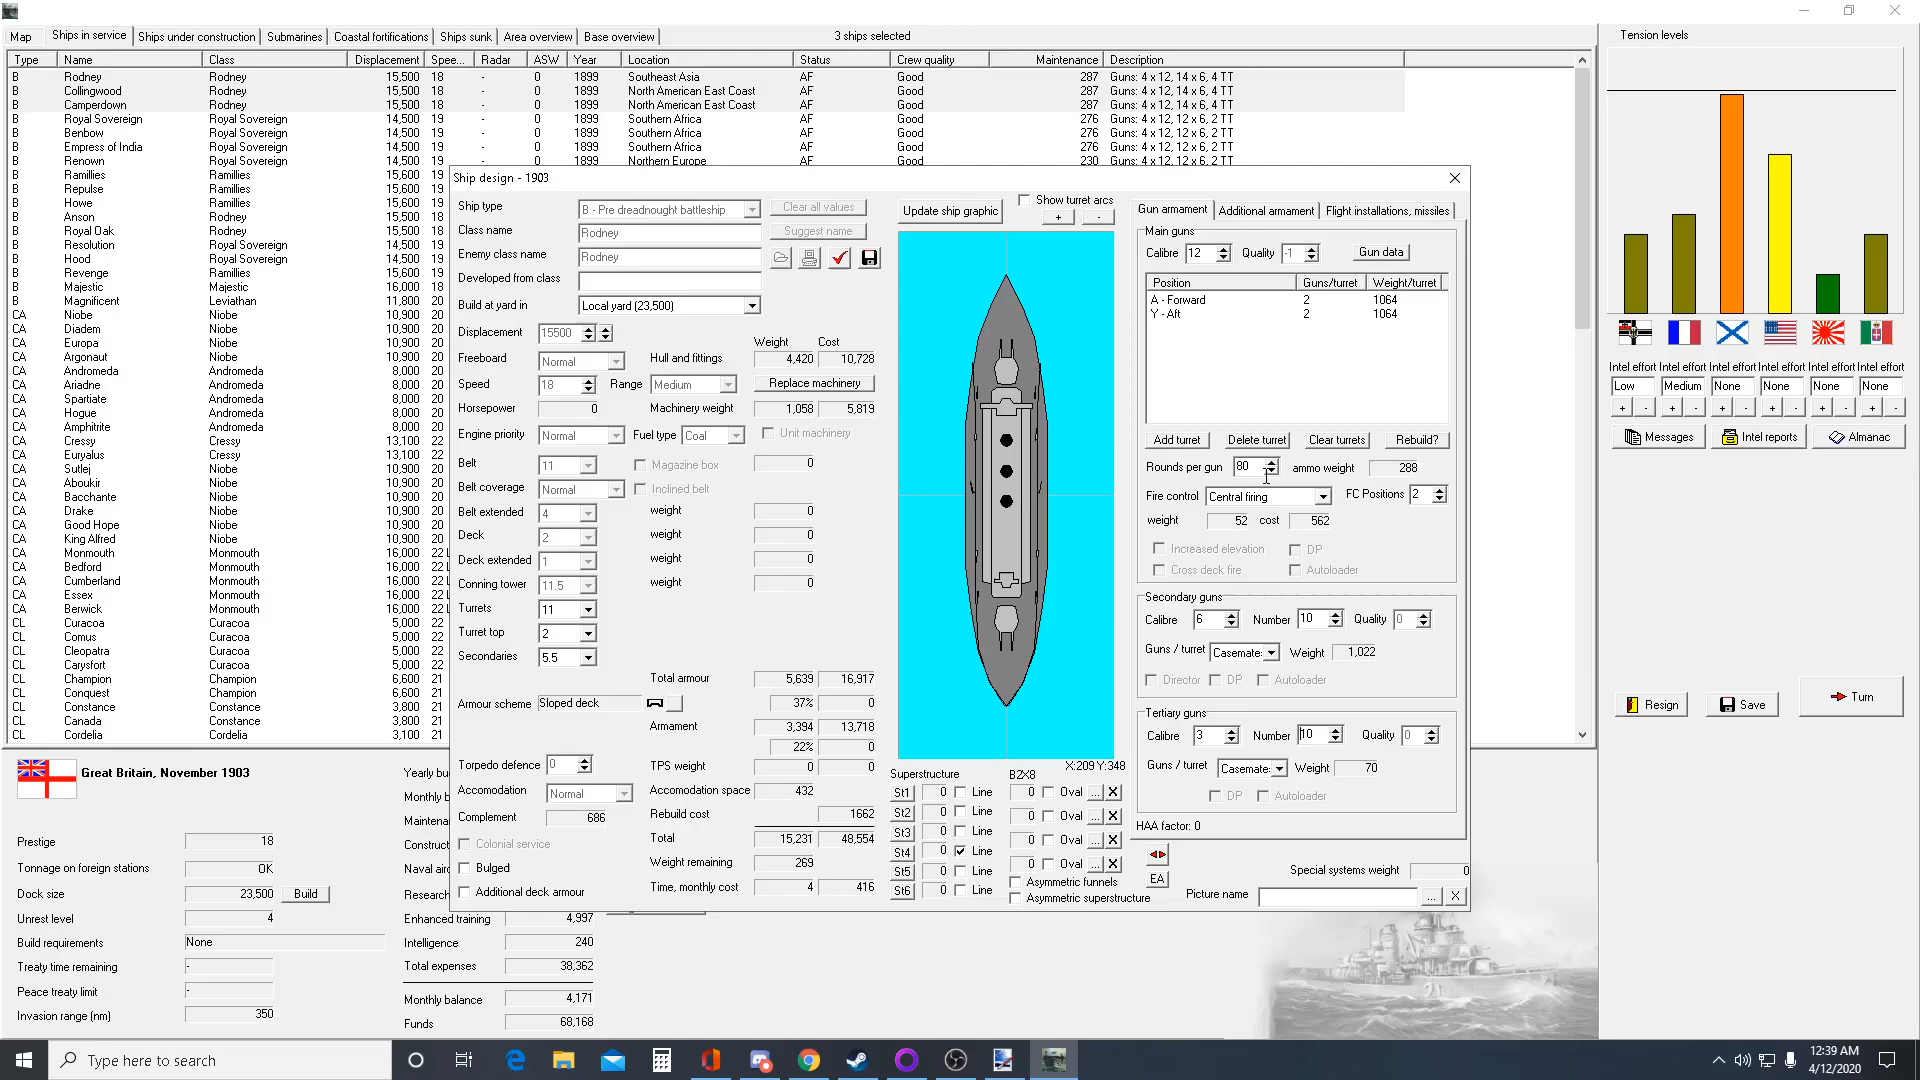 Map Ships in service Ships under construction Submarines Coastal fortifications Ships sunk Area overview Base overview 3 ships selected Tension levels
Type Name Class Displacement Spee... Radar ASW Year Location Status Crew quality Maintenance Description
B Rodney Rodney 15,500 18 - 0 1899 Southeast Asia AF Good 287 Guns: 4 x 12, 14 x 6, 4 TT
B Collingwood Rodney 15,500 18 - 0 1899 North American East Coast AF Good 287 Guns: 4 x 12, 14 x 6, 4 TT
B Camperdown Rodney 15,500 18 - 0 1899 North American East Coast AF Good 287 Guns: 4 x 12, 14 x 6, 4 TT
B Royal Sovereign Royal Sovereign 14,500 19 - 0 1899 Southern Africa AF Good 276 Guns: 4 x 12, 12 x 6, 2 TT
B Benbow Royal Sovereign 14,500 19 - 0 1899 Southern Africa AF Good 276 Guns: 4 x 12, 12 x 6, 2 TT
B Empress of India Royal Sovereign 14,500 19 - 0 1899 Southern Africa AF Good 276 Guns: 4 x 12, 12 x 6, 2 TT
B Renown Royal Sovereign 14,500 19 - 0 1899 Northern Europe AF Good 230 Guns: 4 x 12, 12 x 6, 2 TT
B Ramillies Ramillies 15,600 19
B Repulse Ramillies 15,600 19
B Howe Ramillies 15,600 19
B Anson Rodney 15,500 18
B Royal Oak Rodney 15,500 18
B Resolution Royal Sovereign 14,500 19
B Hood Royal Sovereign 14,500 19
B Revenge Ramillies 15,600 19
B Majestic Majestic 16,000 18
B Magnificent Leviathan 11,800 20
CA Niobe Niobe 10,900 20
CA Diadem Niobe 10,900 20
CA Europa Niobe 10,900 20
CA Argonaut Niobe 10,900 20
CA Andromeda Andromeda 8,000 20
CA Ariadne Andromeda 8,000 20
CA Spartiate Andromeda 8,000 20
CA Hogue Andromeda 8,000 20
CA Amphitrite Andromeda 8,000 20
CA Cressy Cressy 13,100 22
CA Euryalus Cressy 13,100 22
CA Sutlej Niobe 10,900 20
CA Aboukir Niobe 10,900 20
CA Bacchante Niobe 10,900 20
CA Drake Niobe 10,900 20
CA Good Hope Niobe 10,900 20
CA King Alfred Niobe 10,900 20
CA Monmouth Monmouth 16,000 22 L
CA Bedford Monmouth 16,000 22 L
CA Cumberland Monmouth 16,000 22 L
CA Essex Monmouth 16,000 22 L
CA Berwick Monmouth 16,000 22 L
CL Curacoa Curacoa 5,000 22
CL Comus Curacoa 5,000 22
CL Cleopatra Curacoa 5,000 22
CL Carysfort Curacoa 5,000 22
CL Champion Champion 6,600 21
CL Conquest Champion 6,600 21
CL Constance Constance 3,800 21
CL Canada Constance 3,800 21
CL Cordelia Cordelia 3,100 21
Ship design - 1903
Ship type B - Pre dreadnought battleship Clear all values
Class name Rodney Suggest name
Enemy class name Rodney
Developed from class
Build at yard in Local yard (23,500)
Displacement 15500 Weight Cost
Freeboard Normal Hull and fittings 4,420 10,728
Speed 18 Range Medium Replace machinery
Horsepower 0 Machinery weight 1,058 5,819
Engine priority Normal Fuel type Coal Unit machinery
Belt 11 Magazine box 0
Belt coverage Normal Inclined belt
Belt extended 4 weight 0
Deck 2 weight 0
Deck extended 1 weight 0
Conning tower 11.5 weight 0
Turrets 11
Turret top 2
Secondaries 5.5
Total armour 5,639 16,917
Armour scheme Sloped deck 37% 0
Armament 3,394 13,718
22% 0
Torpedo defence 0 TPS weight 0 0
Accomodation Normal Accomodation space 432
Complement 686 Rebuild cost 1662
Colonial service Total 15,231 48,554
Bulged Weight remaining 269
Additional deck armour Time, monthly cost 4 416
Update ship graphic Show turret arcs
+ -
X:209 Y:348
Superstructure B2X8
St1 0 Line 0 Oval ... X
St2 0 Line 0 Oval ... X
St3 0 Line
St4 0 Line 0 Oval ... X
St5 0 Line 0 Oval ... X
St6 0 Line
Asymmetric funnels
Asymmetric superstructure
Gun armament Additional armament Flight installations, missiles
Main guns
Calibre 12 Quality -1 Gun data
Position Guns/turret Weight/turret
A - Forward 2 1064
Y - Aft 2 1064
Add turret Delete turret Clear turrets Rebuild?
Rounds per gun 80 ammo weight 288
Fire control Central firing FC Positions 2
weight 52 cost 562
Increased elevation DP
Cross deck fire Autoloader
Secondary guns
Calibre 6 Number 10 Quality 0
Guns / turret Casemate: Weight 1,022
Director DP Autoloader
Tertiary guns
Calibre 3 Number 10 Quality 0
Guns / turret Casemate: Weight 70
DP Autoloader
HAA factor: 0
EA Special systems weight 0
Picture name ... X
Intel effort Intel effort Intel effort Intel effort Intel effort Intel effort
Low Medium None None None None
+ - + - + - + - + - + -
Messages Intel reports Almanac
Resign Save Turn
Great Britain, November 1903
Prestige 18
Tonnage on foreign stations OK
Dock size 23,500 Build
Unrest level 4
Build requirements None
Treaty time remaining -
Peace treaty limit -
Invasion range (nm) 350
Yearly bu
Monthly b
Maintena
Construct
Naval airc
Research
Enhanced training 4,997
Intelligence 240
Total expenses 38,362
Monthly balance 4,171
Funds 68,168
Type here to search
12:39 AM
4/12/2020